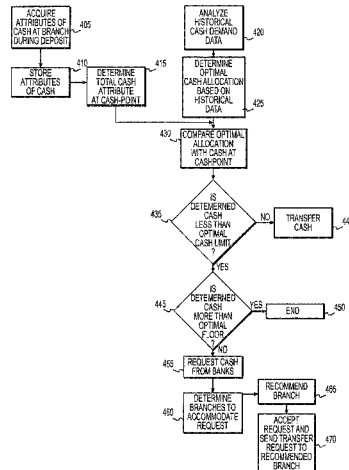 ACQUIRE
ATTRIBUTES OF
CASH AT BRANCH
DURING DEPOSIT
405
410
STORE
ATTRIBUTES
OF CASH
415
DETERMINE
TOTAL CASH
ATTRIBUTE
AT CASH-POINT
ANALYZE
HISTORICAL
CASH DEMAND
DATA
420
DETERMINE
OPTIMAL
CASH ALLOCATION
BASED ON
HISTORICAL
DATA
425
430
COMPARE OPTIMAL
ALLOCATION
WITH CASH AT
CASHPOINT
435
IS
DETEMERNED
CASH
LESS THAN
OPTIMAL
CASH LIMIT
?
NO
TRANSFER
CASH
YES
445
IS
DETEMERNED
CASH
MORE THAN
OPTIMAL
FLOOR
?
YES
END
450
NO
455
REQUEST CASH
FROM BANKS
DETERMINE
BRANCHES TO
ACCOMMODATE
REQUEST
460
RECOMMEND
BRANCH
465
ACCEPT
REQUEST AND
SEND TRANSFER
REQUEST TO
RECOMMENDED
BRANCH
470